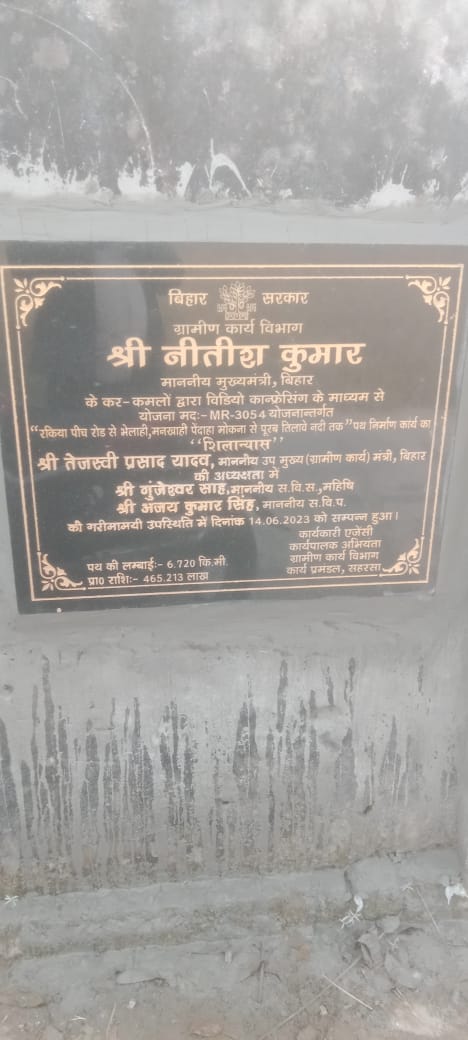 बिहार सरकार
ग्रामीण कार्य विभाग
श्री नीतीश कुमार
माननीय मुख्यमंत्री, बिहार
के कर-कमलों द्वारा विडियो कान्फ्रेसिंग के माध्यम से
योजना मदः-MR-3054 योजनान्तर्गत
"रकिया पीच रोड से भेलाही,मनखाही पेंदाहा मोकना से पूरब तिलावे नदी तक" पथ निर्माण कार्य का
"शिलान्यास"
श्री तेजस्वी प्रसाद यादव, माननीय उप मुख्य (ग्रामीण कार्य) मंत्री, बिहार
की अध्यक्षता में
श्री गुंजेश्वर साह,माननीय स.वि.स.,महिषि
श्री अजय कुमार सिंह, माननीय स.वि.प.
की गरीमामयी उपस्थिति में दिनांक 14.06.2023 को सम्पन्न हुआ।
कार्यकारी एजेंसी
कार्यपालक अभियंता
ग्रामीण कार्य विभाग
कार्य प्रमंडल, सहरसा
पथ की लम्बाईः- 6.720 कि.मी.
प्रा० राशिः- 465.213 लाख